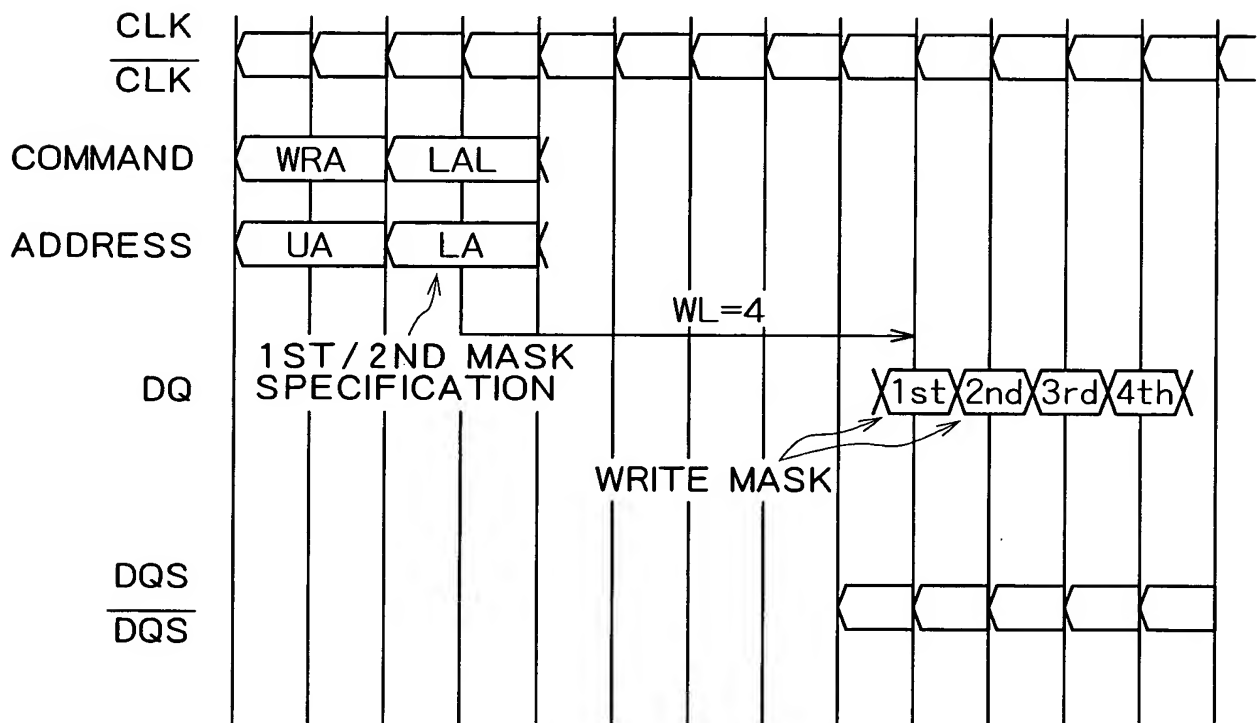 CLK
CLK
COMMAND
WRA
LAL
ADDRESS
UA
LA
WL=4
1ST/2ND MASK
SPECIFICATION
DQ
1st
2nd
3rd
4th
WRITE MASK
DQS
DQS